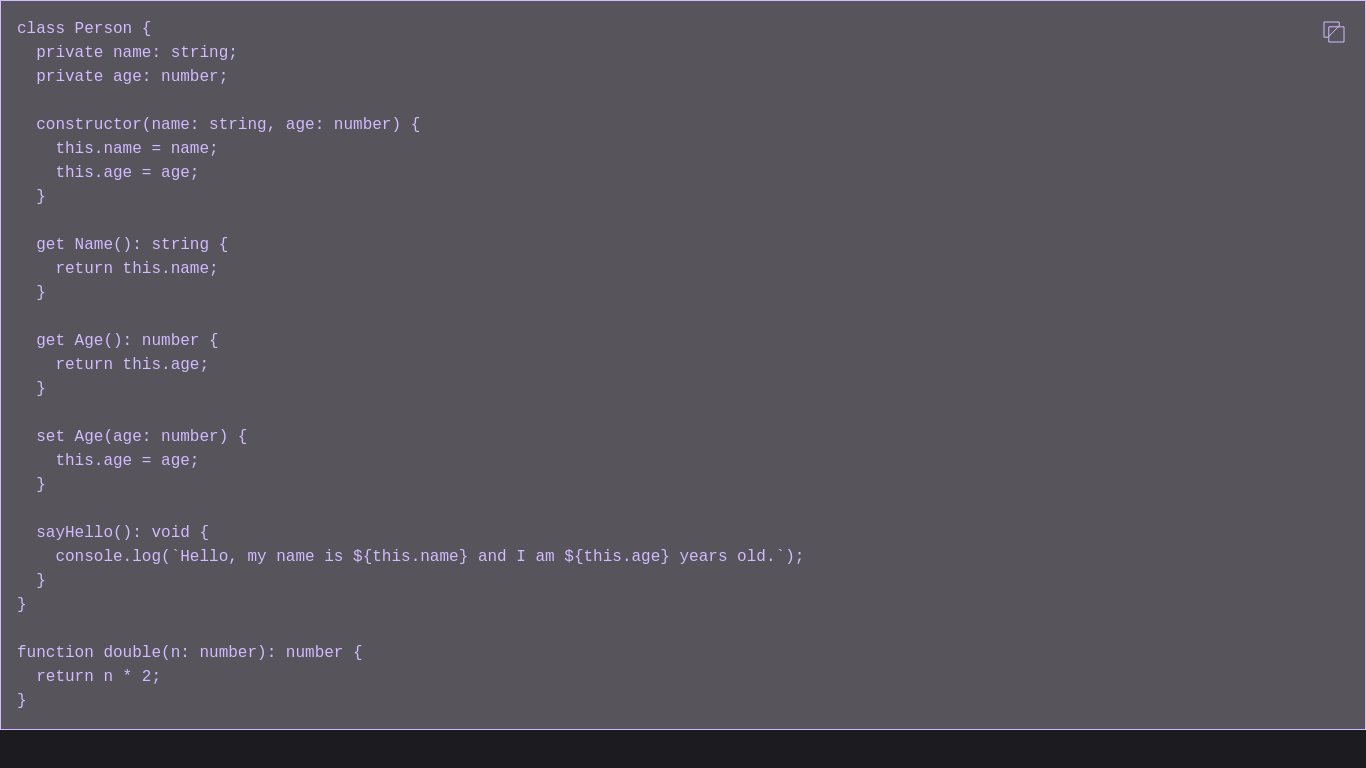 class Person {
  private name: string;
  private age: number;

  constructor(name: string, age: number) {
    this.name = name;
    this.age = age;
  }

  get Name(): string {
    return this.name;
  }

  get Age(): number {
    return this.age;
  }

  set Age(age: number) {
    this.age = age;
  }

  sayHello(): void {
    console.log(`Hello, my name is ${this.name} and I am ${this.age} years old.`);
  }
}

function double(n: number): number {
  return n * 2;
}